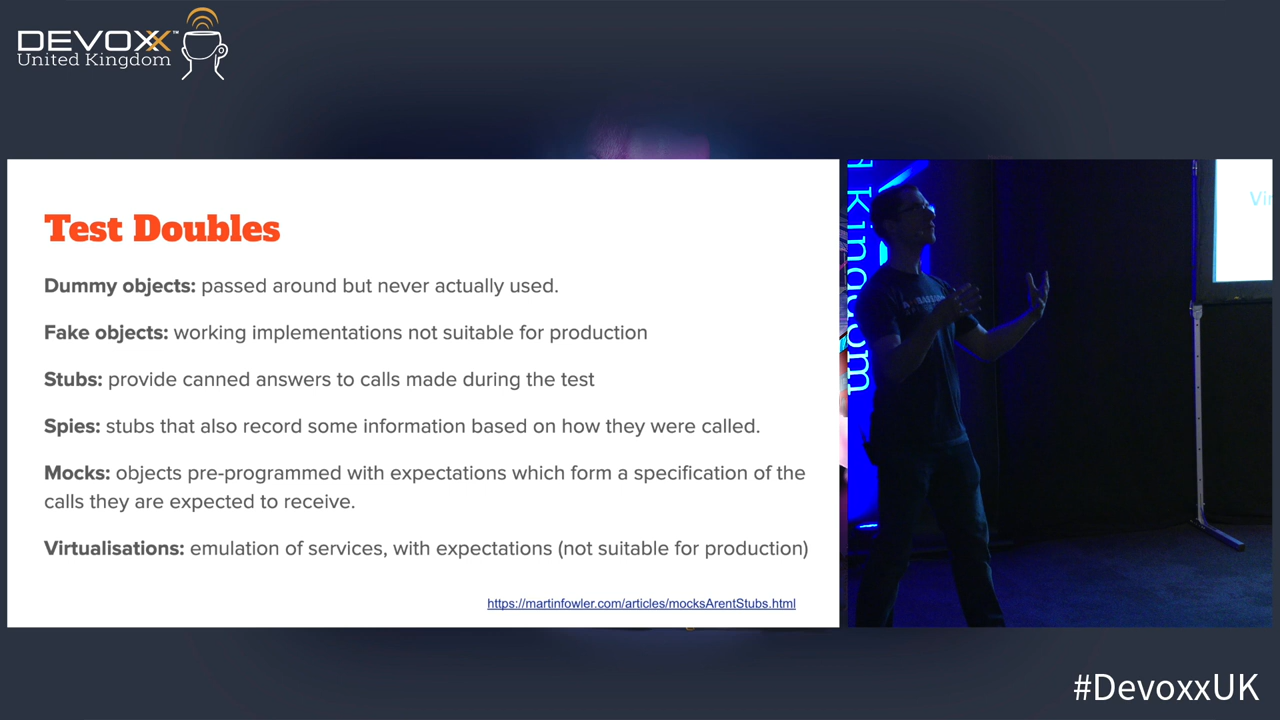 DEVOXX™
United Kingdom
Test Doubles
Dummy objects: passed around but never actually used.
Fake objects: working implementations not suitable for production
Stubs: provide canned answers to calls made during the test
Spies: stubs that also record some information based on how they were called.
Mocks: objects pre-programmed with expectations which form a specification of the
calls they are expected to receive.
Virtualisations: emulation of services, with expectations (not suitable for production)
https://martinfowler.com/articles/mocksArentStubs.html
Kingdom
#DevoxxUK